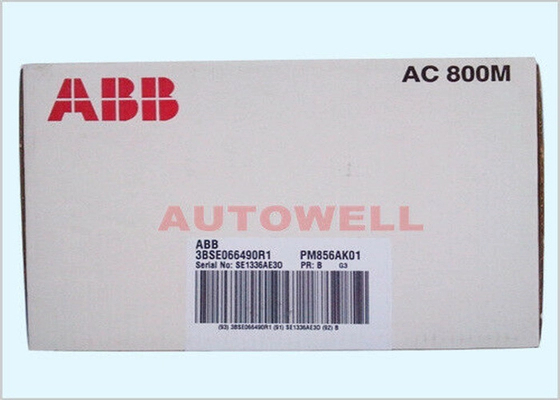 ABB
AC 800M
AUTOWELL
ABB
3BSE066490R1 PM856AK01
Serial No: SE1336AE3O PR: B G3
(93) 3BSE066490R1 (91) SE1336AE3O (92) B